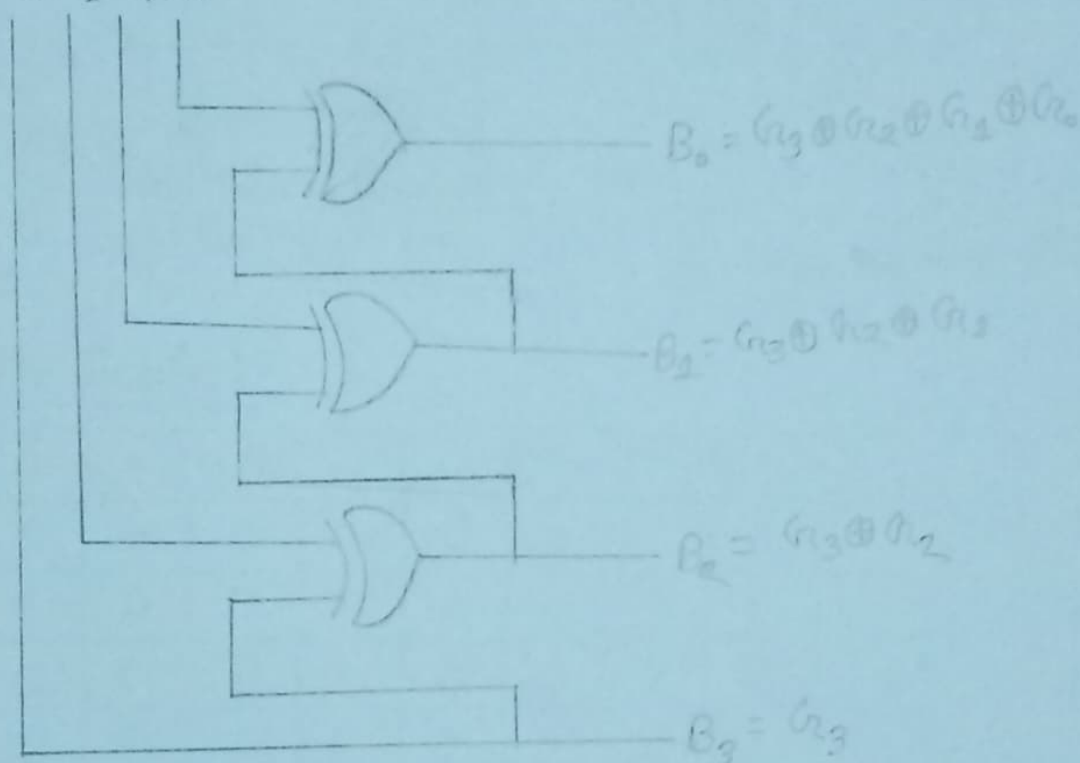 B₀ = G₃ ⊕ G₂ ⊕ G₁ ⊕ G₀
B₁ = G₃ ⊕ G₂ ⊕ G₁
B₂ = G₃ ⊕ G₂
B₃ = G₃